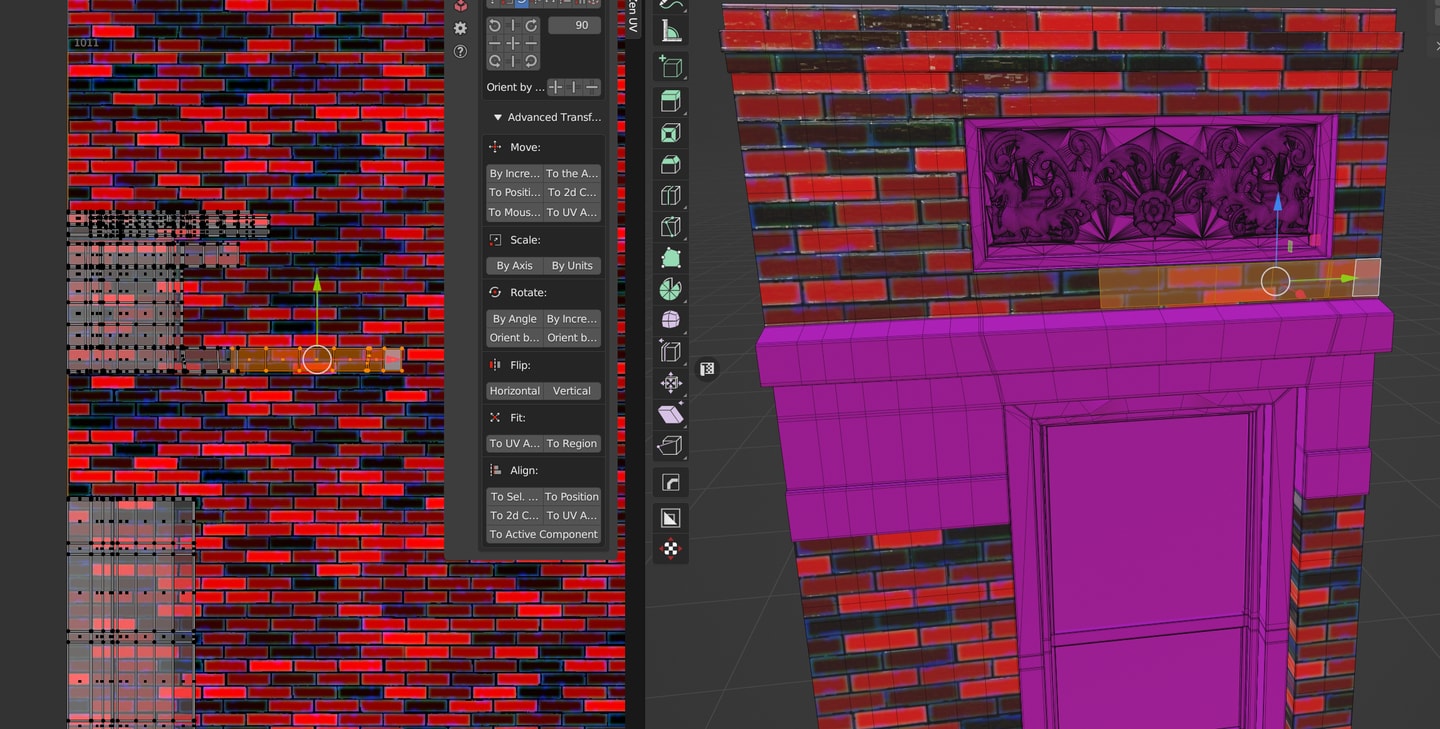 1011
en UV
90
Orient by ...
Advanced Transf...
Move:
By Incre... To the A...
To Positi... To 2d C...
To Mous... To UV A...
Scale:
By Axis By Units
Rotate:
By Angle By Incre...
Orient b... Orient b...
Flip:
Horizontal Vertical
Fit:
To UV A... To Region
Align:
To Sel. ... To Position
To 2d C... To UV A...
To Active Component